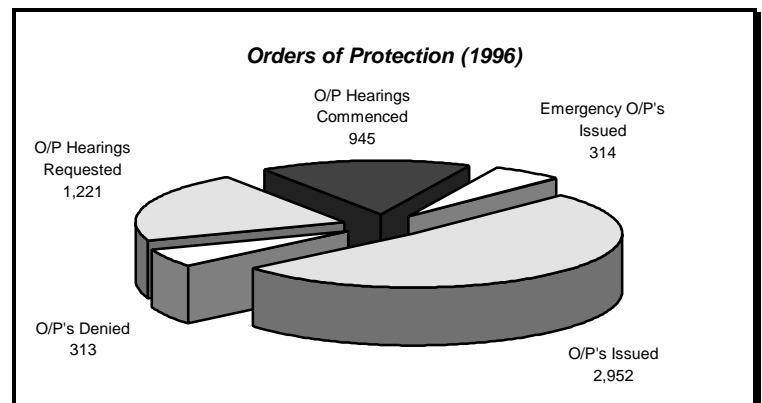 Orders of Protection (1996)
O/P Hearings
Commenced
945
Emergency O/P's
Issued
314
O/P Hearings
Requested
1,221
O/P's Denied
313
O/P's Issued
2,952